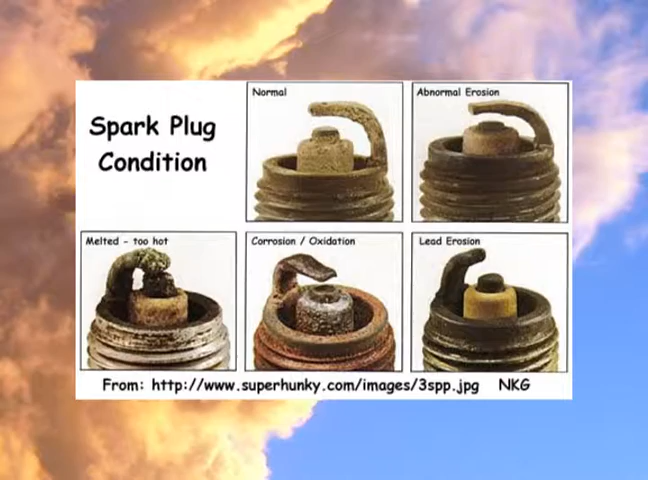 Spark Plug
Condition
Normal
Abnormal Erosion
Melted - too hot
Corrosion / Oxidation
Lead Erosion
From: http://www.superhunky.com/images/3spp.jpg NKG